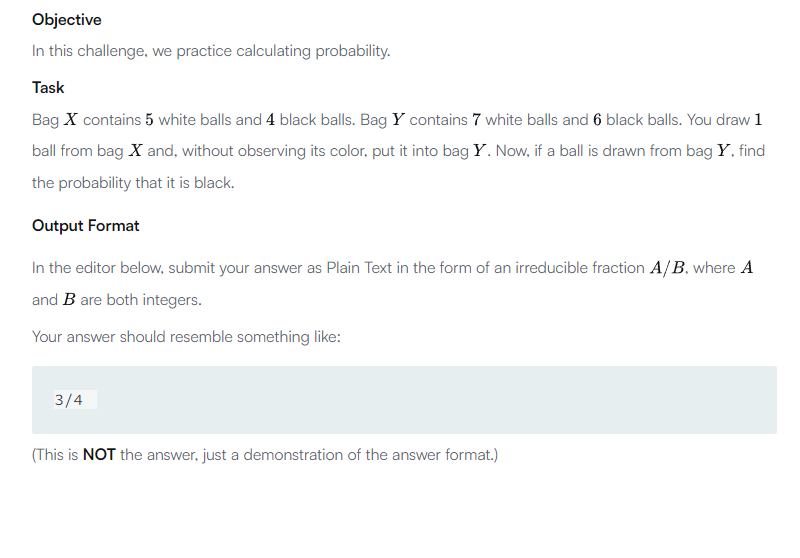 Objective
In this challenge, we practice calculating probability.
Task
Bag X contains 5 white balls and 4 black balls. Bag Y contains 7 white balls and 6 black balls. You draw 1
ball from bag X and, without observing its color, put it into bag Y. Now, if a ball is drawn from bag Y, find
the probability that it is black.
Output Format
In the editor below, submit your answer as Plain Text in the form of an irreducible fraction A/B, where A
and B are both integers.
Your answer should resemble something like:
3/4
(This is NOT the answer, just a demonstration of the answer format.)